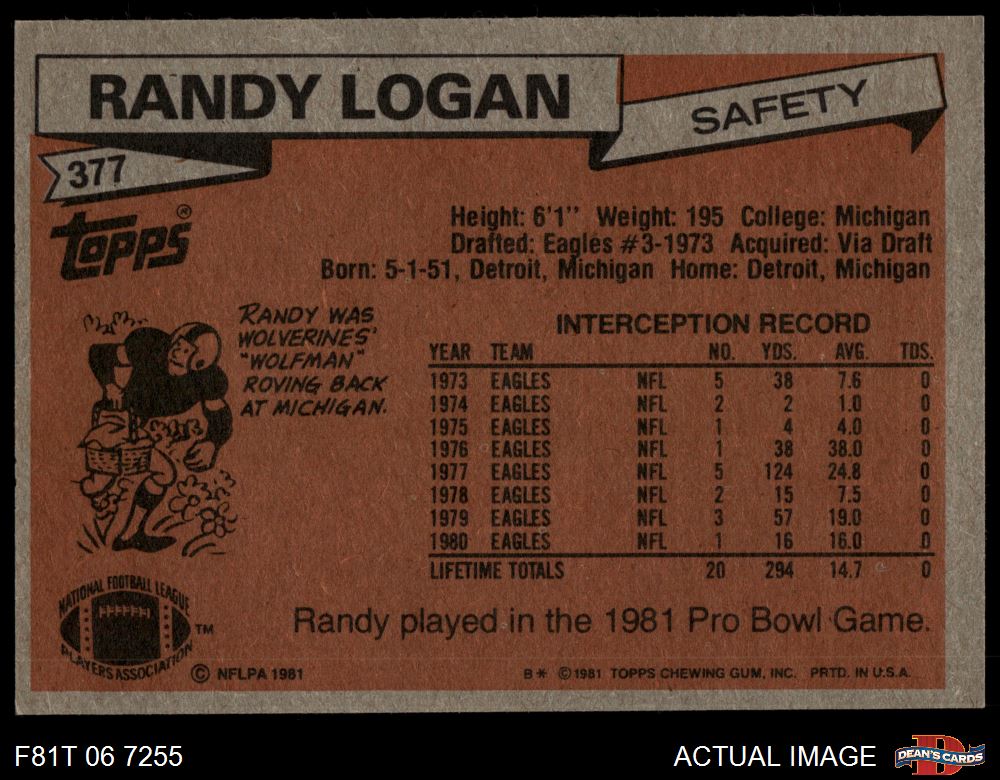 RANDY LOGAN
SAFETY
377
TOPPS®
Height: 6'1" Weight: 195 College: Michigan
Drafted: Eagles #3-1973 Acquired: Via Draft
Born: 5-1-51, Detroit, Michigan Home: Detroit, Michigan
RANDY WAS
WOLVERINES'
"WOLFMAN"
ROVING BACK
AT MICHIGAN.
INTERCEPTION RECORD
YEAR TEAM NO. YDS. AVG. TDS.
1973 EAGLES NFL 5 38 7.6 0
1974 EAGLES NFL 2 2 1.0 0
1975 EAGLES NFL 1 4 4.0 0
1976 EAGLES NFL 1 38 38.0 0
1977 EAGLES NFL 5 124 24.8 0
1978 EAGLES NFL 2 15 7.5 0
1979 EAGLES NFL 3 57 19.0 0
1980 EAGLES NFL 1 16 16.0 0
LIFETIME TOTALS 20 294 14.7 0
Randy played in the 1981 Pro Bowl Game.
NATIONAL FOOTBALL LEAGUE
PLAYERS ASSOCIATION
TM
© NFLPA 1981
B* © 1981 TOPPS CHEWING GUM, INC. PRTD. IN U.S.A.
F81T 06 7255
ACTUAL IMAGE
D
DEAN'S CARDS